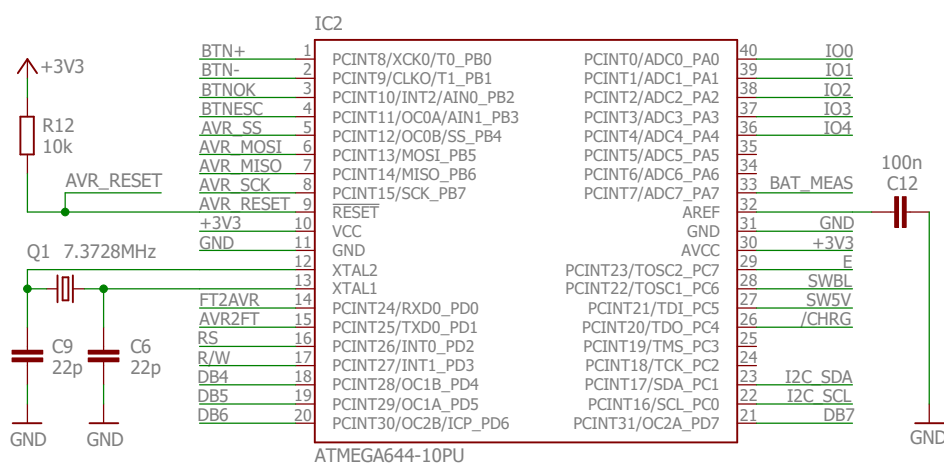 IC2
+3V3
R12
10k
AVR_RESET
Q1 7.3728MHz
C9
22p
C6
22p
GND
GND
BTN+ 1 PCINT8/XCK0/T0_PB0 PCINT0/ADC0_PA0 40 IO0
BTN- 2 PCINT9/CLKO/T1_PB1 PCINT1/ADC1_PA1 39 IO1
BTNOK 3 PCINT10/INT2/AIN0_PB2 PCINT2/ADC2_PA2 38 IO2
BTNESC 4 PCINT11/OC0A/AIN1_PB3 PCINT3/ADC3_PA3 37 IO3
AVR_SS 5 PCINT12/OC0B/SS_PB4 PCINT4/ADC4_PA4 36 IO4
AVR_MOSI 6 PCINT13/MOSI_PB5 PCINT5/ADC5_PA5 35
AVR_MISO 7 PCINT14/MISO_PB6 PCINT6/ADC6_PA6 34
AVR_SCK 8 PCINT15/SCK_PB7 PCINT7/ADC7_PA7 33 BAT_MEAS
AVR_RESET 9 RESET AREF 32
+3V3 10 VCC GND 31 GND
GND 11 GND AVCC 30 +3V3
12 XTAL2 PCINT23/TOSC2_PC7 29 E
13 XTAL1 PCINT22/TOSC1_PC6 28 SWBL
FT2AVR 14 PCINT24/RXD0_PD0 PCINT21/TDI_PC5 27 SW5V
AVR2FT 15 PCINT25/TXD0_PD1 PCINT20/TDO_PC4 26 /CHRG
RS 16 PCINT26/INT0_PD2 PCINT19/TMS_PC3 25
R/W 17 PCINT27/INT1_PD3 PCINT18/TCK_PC2 24
DB4 18 PCINT28/OC1B_PD4 PCINT17/SDA_PC1 23 I2C_SDA
DB5 19 PCINT29/OC1A_PD5 PCINT16/SCL_PC0 22 I2C_SCL
DB6 20 PCINT30/OC2B/ICP_PD6 PCINT31/OC2A_PD7 21 DB7
100n
C12
GND
ATMEGA644-10PU